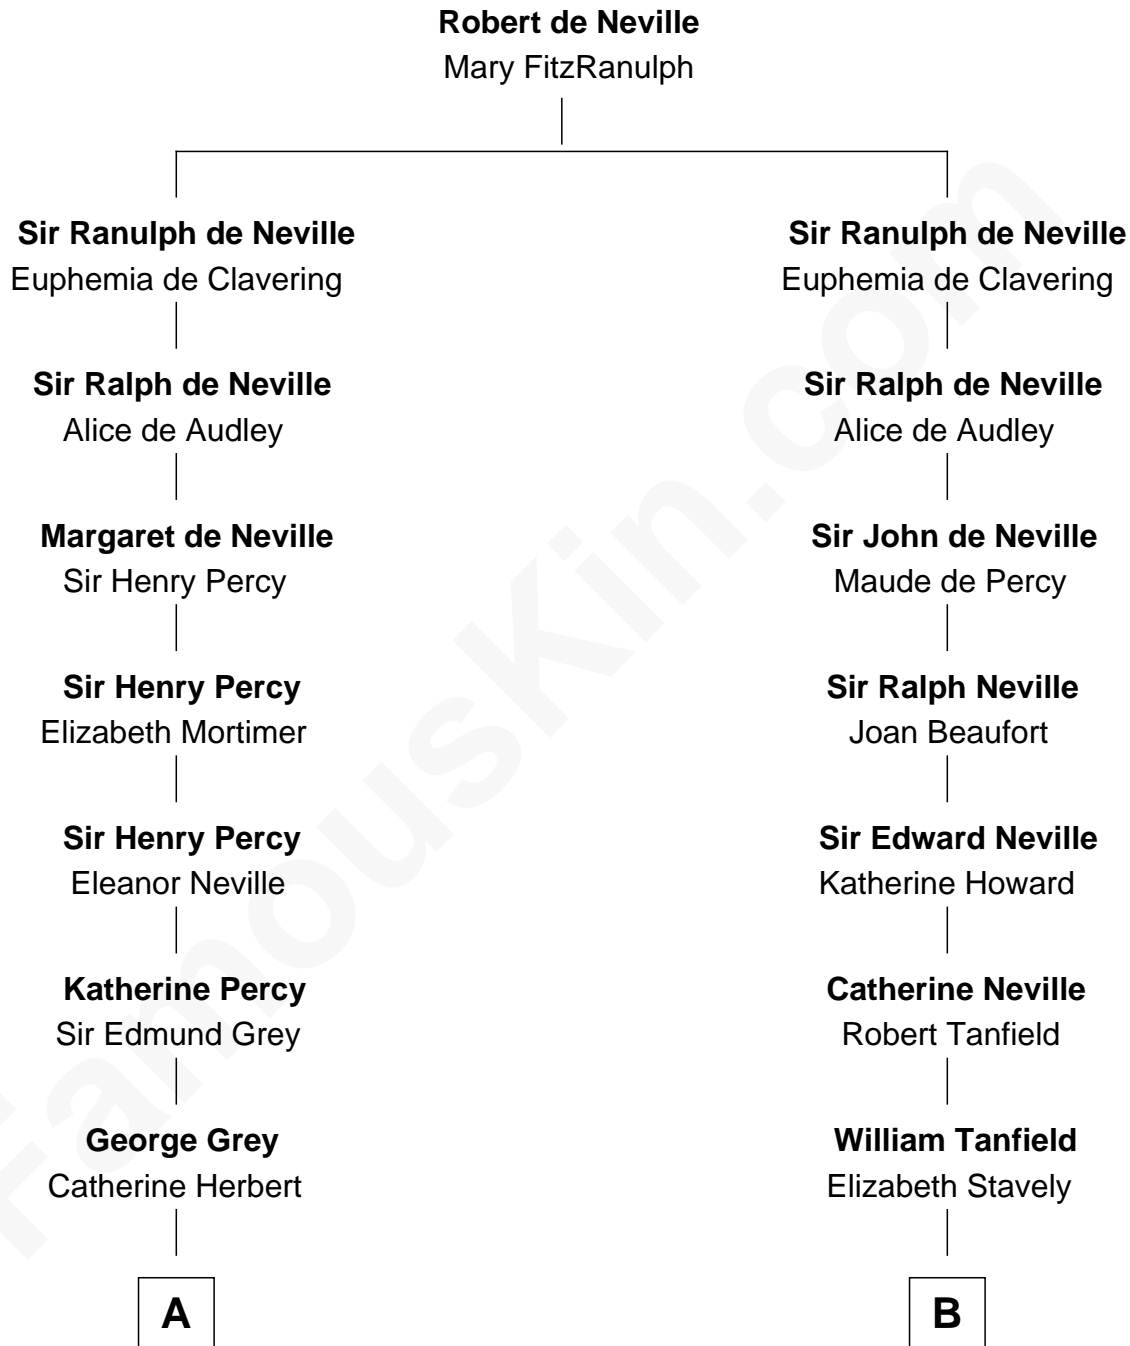 Robert de Neville
Mary FitzRanulph
Sir Ranulph de Neville
Euphemia de Clavering
Sir Ralph de Neville
Alice de Audley
Margaret de Neville
Sir Henry Percy
Sir Henry Percy
Elizabeth Mortimer
Sir Henry Percy
Eleanor Neville
Katherine Percy
Sir Edmund Grey
George Grey
Catherine Herbert
A
Sir Ranulph de Neville
Euphemia de Clavering
Sir Ralph de Neville
Alice de Audley
Sir John de Neville
Maude de Percy
Sir Ralph Neville
Joan Beaufort
Sir Edward Neville
Katherine Howard
Catherine Neville
Robert Tanfield
William Tanfield
Elizabeth Stavely
B
FamousKin.com